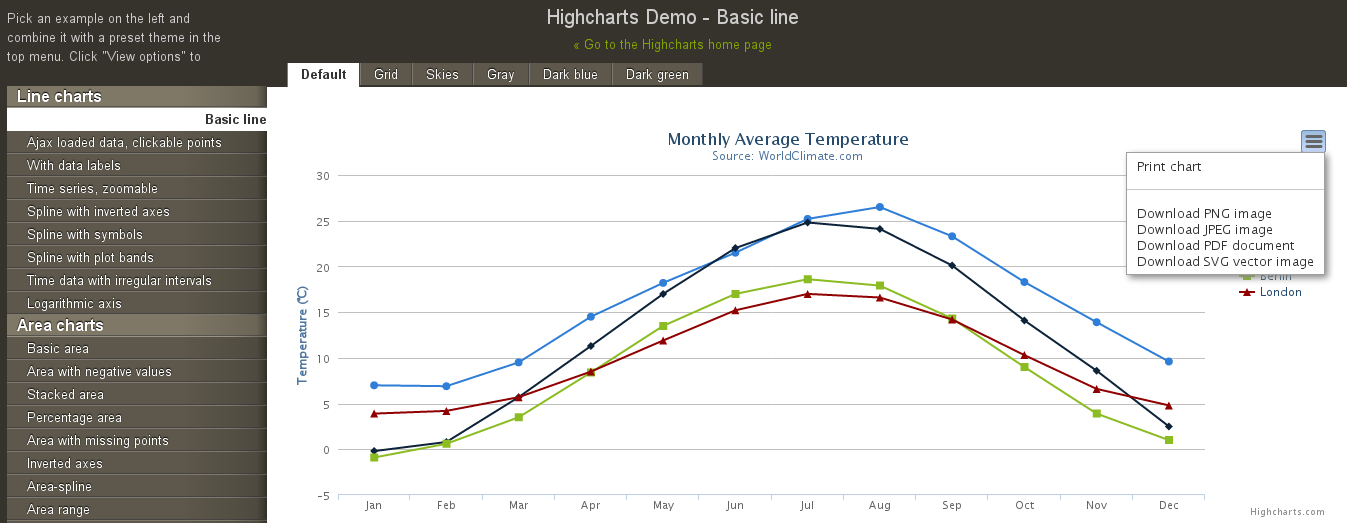 Pick an example on the left and
combine it with a preset theme in the
top menu. Click "View options" to
Highcharts Demo - Basic line
« Go to the Highcharts home page
Default
Grid
Skies
Gray
Dark blue
Dark green
Line charts
Basic line
Ajax loaded data, clickable points
With data labels
Time series, zoomable
Spline with inverted axes
Spline with symbols
Spline with plot bands
Time data with irregular intervals
Logarithmic axis
Area charts
Basic area
Area with negative values
Stacked area
Percentage area
Area with missing points
Inverted axes
Area-spline
Area range
Monthly Average Temperature
Source: WorldClimate.com
Print chart
Download PNG image
Download JPEG image
Download PDF document
Download SVG vector image
Berlin
London
Temperature (°C)
30
25
20
15
10
5
0
-5
Jan
Feb
Mar
Apr
May
Jun
Jul
Aug
Sep
Oct
Nov
Dec
Highcharts.com